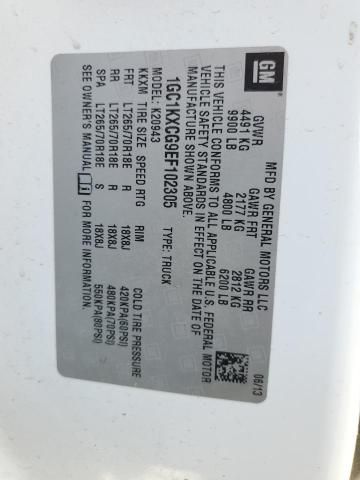 GM
MFD BY GENERAL MOTORS LLC
GVWR GAWR FRT GAWR RR
4491 KG 2177 KG 2812 KG
9900 LB 4800 LB 6200 LB
THIS VEHICLE CONFORMS TO ALL APPLICABLE U.S. FEDERAL MOTOR
VEHICLE SAFETY STANDARDS IN EFFECT ON THE DATE OF
MANUFACTURE SHOWN ABOVE.
06/13
1GC1KXCG9EF102305
TYPE: TRUCK
MODEL: K20943
KKXM TIRE SIZE SPEED RTG RIM COLD TIRE PRESSURE
FR LT265/70R18E R 18X8J 420KPA(60PSI)
RR LT265/70R18E R 18X8J 480KPA(70PSI)
SPA LT265/70R18E S 18X8J 550KPA(80PSI)
SEE OWNER'S MANUAL FOR MORE INFORMATION.